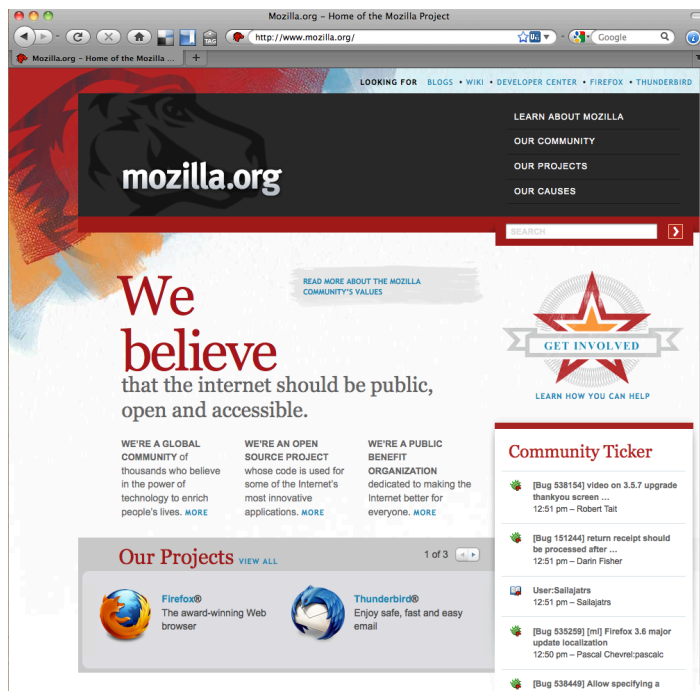 Mozilla.org – Home of the Mozilla Project
http://www.mozilla.org/
Google
Mozilla.org – Home of the Mozilla ...
LOOKING FOR BLOGS • WIKI • DEVELOPER CENTER • FIREFOX • THUNDERBIRD
mozilla.org
LEARN ABOUT MOZILLA
OUR COMMUNITY
OUR PROJECTS
OUR CAUSES
SEARCH
We
believe
that the internet should be public,
open and accessible.
READ MORE ABOUT THE MOZILLA
COMMUNITY'S VALUES
GET INVOLVED
LEARN HOW YOU CAN HELP
WE'RE A GLOBAL
COMMUNITY of
thousands who believe
in the power of
technology to enrich
people's lives. MORE
WE'RE AN OPEN
SOURCE PROJECT
whose code is used for
some of the Internet's
most innovative
applications. MORE
WE'RE A PUBLIC
BENEFIT
ORGANIZATION
dedicated to making the
Internet better for
everyone. MORE
Our Projects VIEW ALL
1 of 3
Firefox®
The award-winning Web
browser
Thunderbird®
Enjoy safe, fast and easy
email
Community Ticker
[Bug 538154] video on 3.5.7 upgrade
thankyou screen ...
12:51 pm – Robert Tait
[Bug 151244] return receipt should
be processed after ...
12:51 pm – Darin Fisher
User:Sailajatrs
12:51 pm – Sailajatrs
[Bug 535259] [ml] Firefox 3.6 major
update localization
12:50 pm – Pascal Chevrel:pascalc
[Bug 538449] Allow specifying a